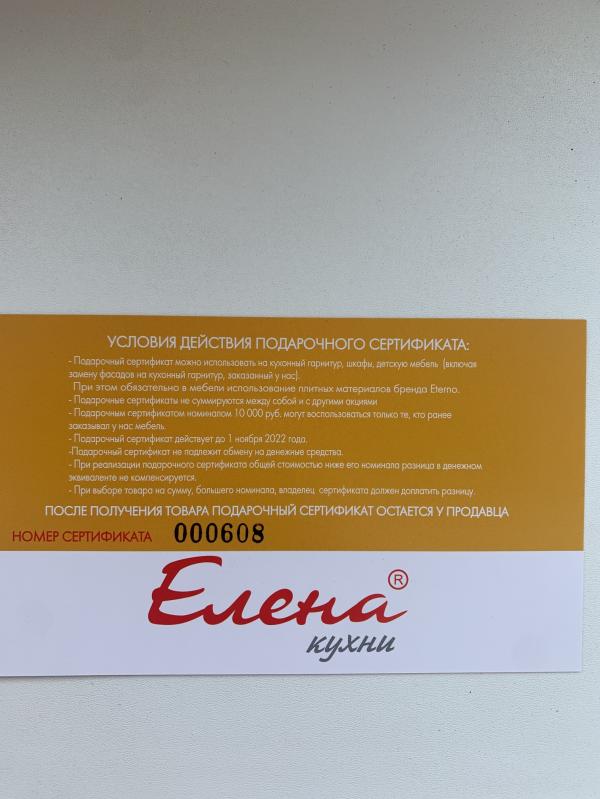 УСЛОВИЯ ДЕЙСТВИЯ ПОДАРОЧНОГО СЕРТИФИКАТА:
- Подарочный сертификат можно использовать на кухонный гарнитур, шкафы, детскую мебель (включая
замену фасадов на кухонный гарнитур, заказанный у нас).
При этом обязательно в мебели использование плитных материалов бренда Eterno.
- Подарочные сертификаты не суммируются между собой и с другими акциями
- Подарочным сертификатом номиналом 10 000 руб. могут воспользоваться только те, кто ранее
заказывал у нас мебель.
- Подарочный сертификат действует до 1 ноября 2022 года.
-Подарочный сертификат не подлежит обмену на денежные средства.
- При реализации подарочного сертификата общей стоимостью ниже его номинала разница в денежном
эквиваленте не компенсируется.
- При выборе товара на сумму, большего номинала, владелец сертификата должен доплатить разницу.
ПОСЛЕ ПОЛУЧЕНИЯ ТОВАРА ПОДАРОЧНЫЙ СЕРТИФИКАТ ОСТАЕТСЯ У ПРОДАВЦА
НОМЕР СЕРТИФИКАТА 000608
Елена ®
кухни